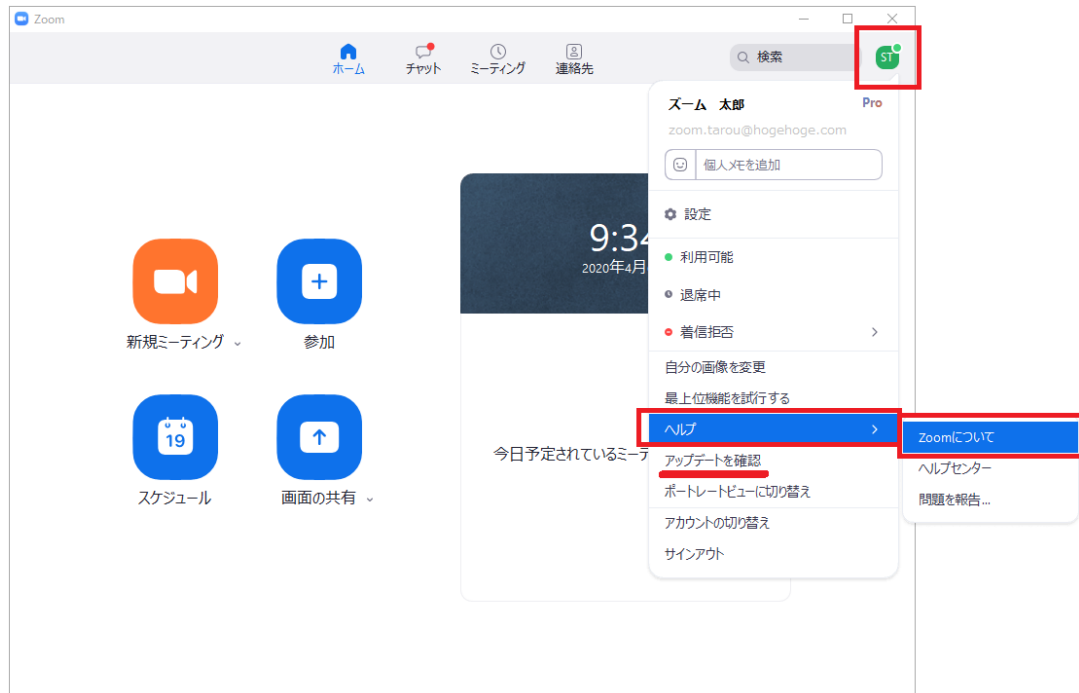 Zoom
ホーム
チャット
ミーティング
連絡先
検索
ST
ズーム 太郎
Pro
zoom.tarou@hogehoge.com
個人メモを追加
設定
利用可能
退席中
着信拒否
自分の画像を変更
最上位機能を試行する
ヘルプ
アップデートを確認
ポートレートビューに切り替え
アカウントの切り替え
サインアウト
Zoomについて
ヘルプセンター
問題を報告...
9:34
2020年4月
新規ミーティング
参加
19
スケジュール
画面の共有
今日予定されているミーテ